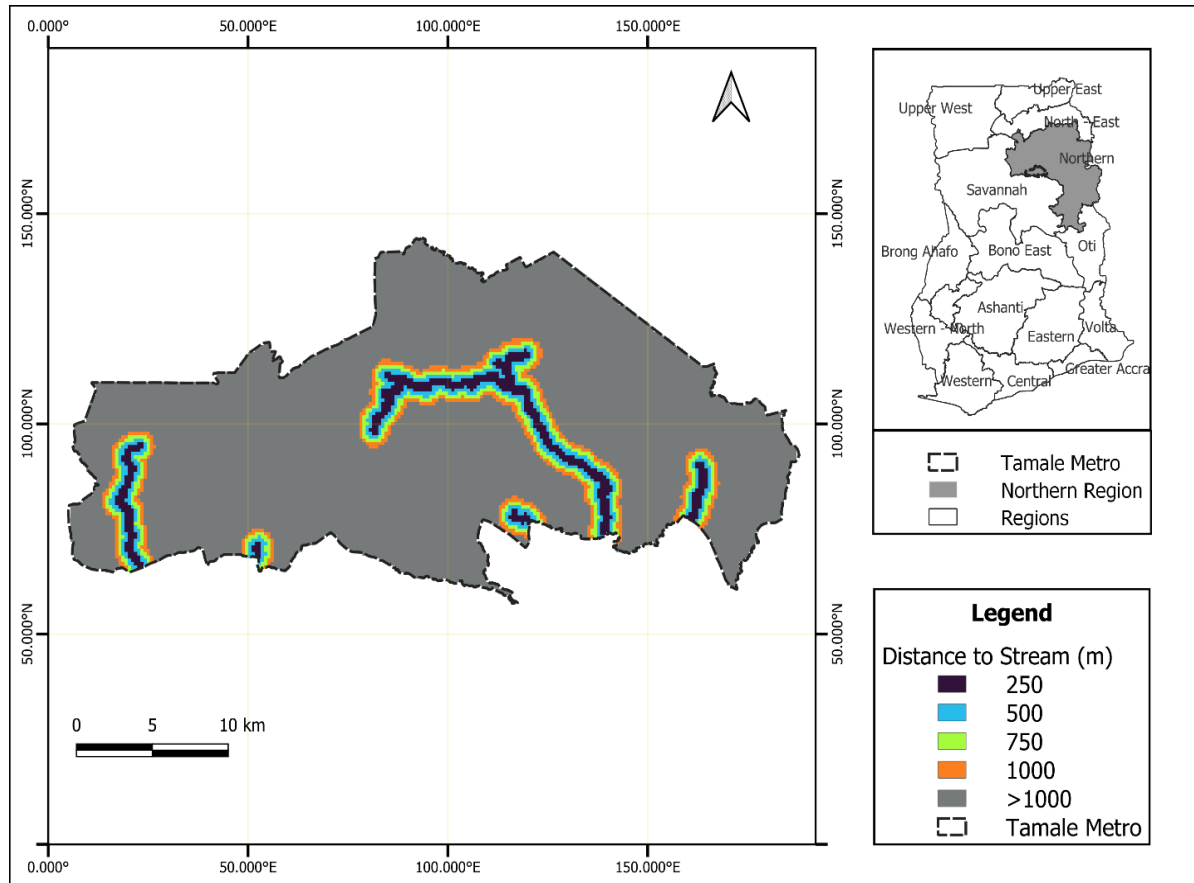 0.000°E
50.000°E
100.000°E
150.000°E
150.000°N
150.000°N
100.000°N
100.000°N
50.000°N
50.000°N
0 5 10 km
0.000°E
50.000°E
100.000°E
150.000°E
Upper East
Upper West
North - East
Northern
Savannah
Brong Ahafo
Bono East
Oti
Ashanti
Western - North
Eastern
Volta
Greater Accra
Western
Central
Tamale Metro
Northern Region
Regions
Legend
Distance to Stream (m)
250
500
750
1000
>1000
Tamale Metro